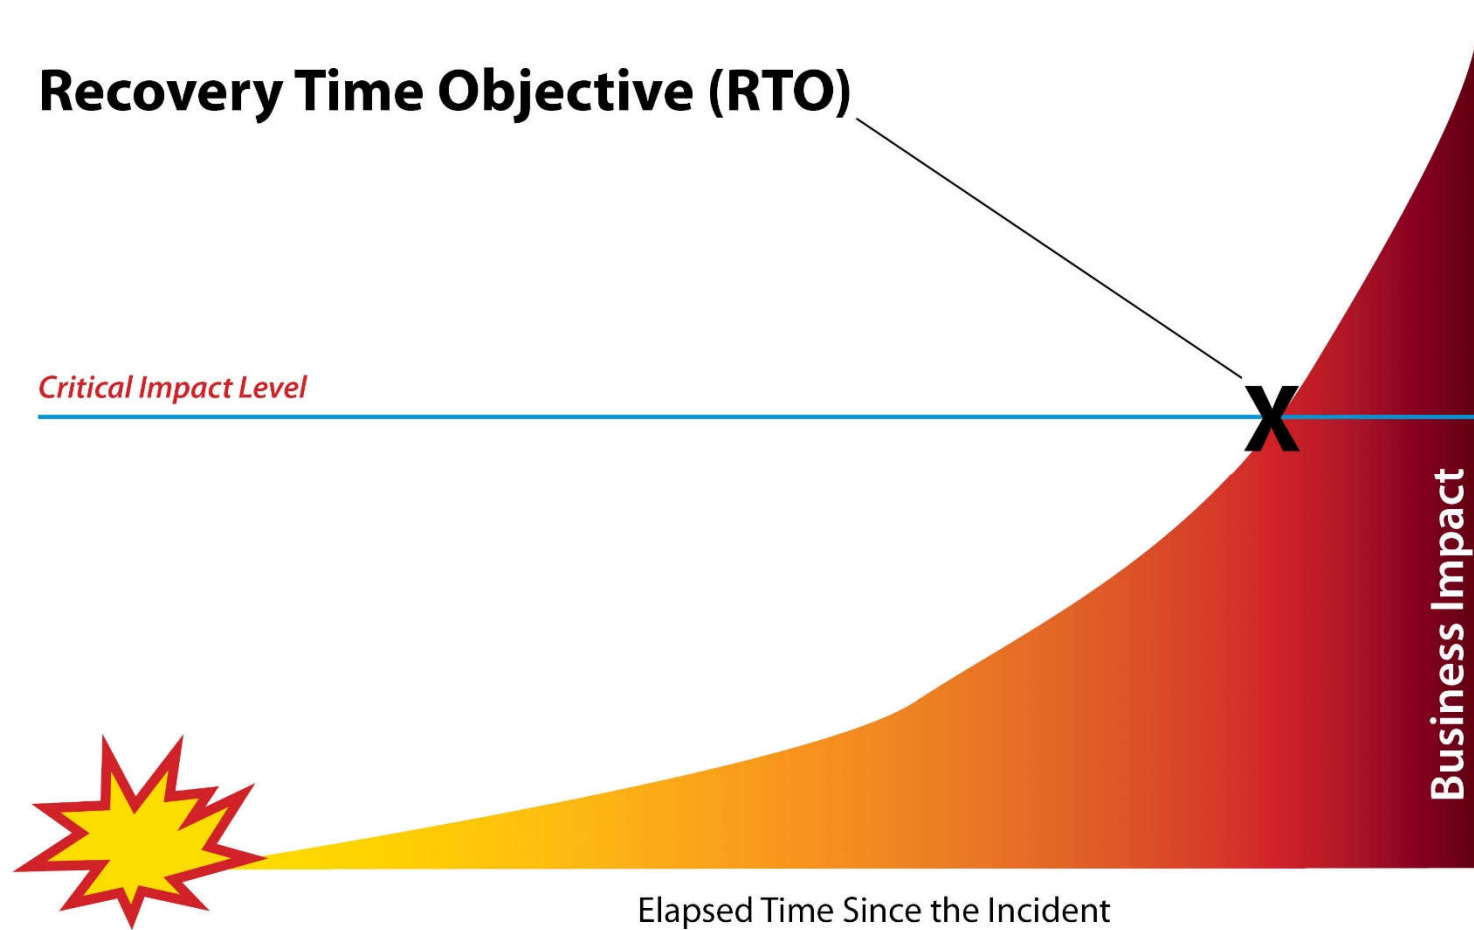 Recovery Time Objective (RTO)
Critical Impact Level
X
Business Impact
Elapsed Time Since the Incident